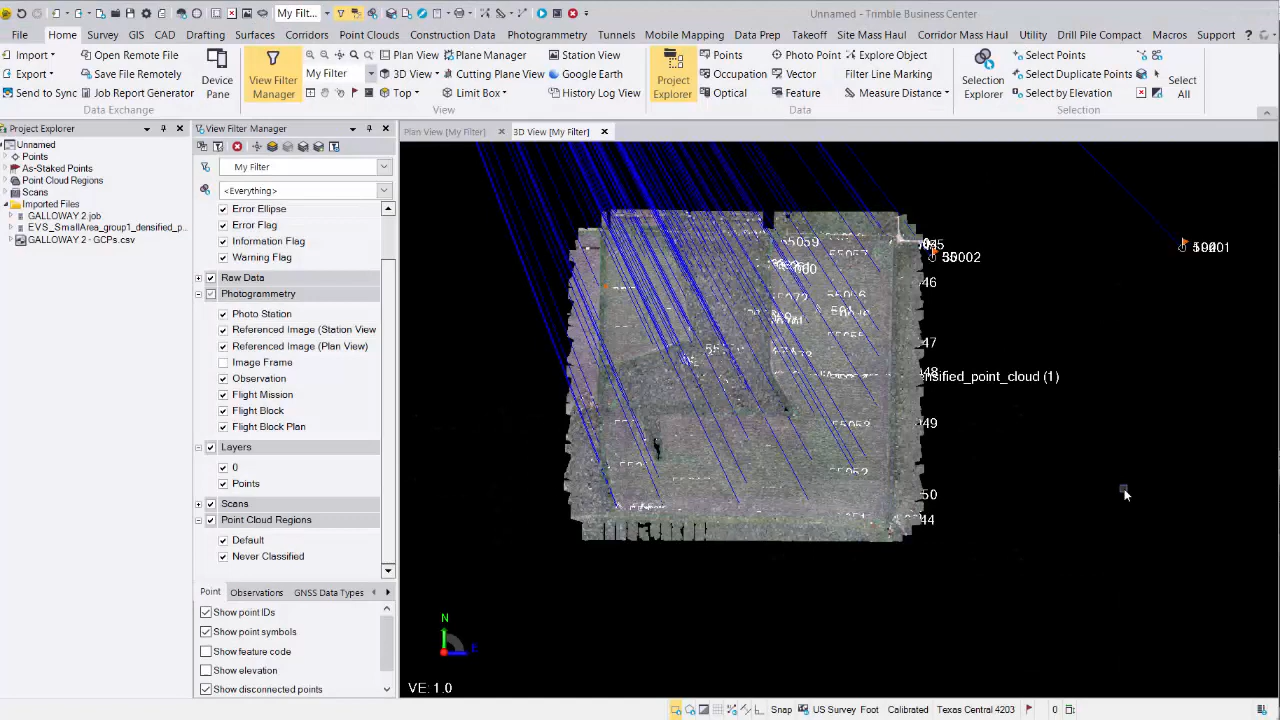 Unnamed - Trimble Business Center
My Filt...
File Home Survey GIS CAD Drafting Surfaces Corridors Point Clouds Construction Data Photogrammetry Tunnels Mobile Mapping Data Prep Takeoff Site Mass Haul Corridor Mass Haul Utility Drill Pile Compact Macros Support
Import Open Remote File Plan View Plane Manager Station View Points Photo Point Explore Object Select Points
Export Save File Remotely Device Pane View Filter Manager My Filter 3D View Cutting Plane View Google Earth Project Explorer Occupation Vector Filter Line Marking Selection Explorer Select Duplicate Points Select All
Send to Sync Job Report Generator Top Limit Box History Log View Optical Feature Measure Distance Select by Elevation
Data Exchange View Data Selection
Project Explorer View Filter Manager Plan View [My Filter] 3D View [My Filter]
Unnamed
Points
As-Staked Points
Point Cloud Regions
Scans
Imported Files
GALLOWAY 2.job
EVS_SmallArea_group1_densified_p...
GALLOWAY 2 - GCPs.csv
My Filter
<Everything>
Error Ellipse
Error Flag
Information Flag
Warning Flag
Raw Data
Photogrammetry
Photo Station
Referenced Image (Station View
Referenced Image (Plan View)
Image Frame
Observation
Flight Mission
Flight Block
Flight Block Plan
Layers
0
Points
Scans
Point Cloud Regions
Default
Never Classified
Point Observations GNSS Data Types
Show point IDs
Show point symbols
Show feature code
Show elevation
Show disconnected points
55059
55057
46
47
48
49
50
44
55052
nsified_point_cloud (1)
N
E
VE: 1.0
Snap US Survey Foot Calibrated Texas Central 4203 0